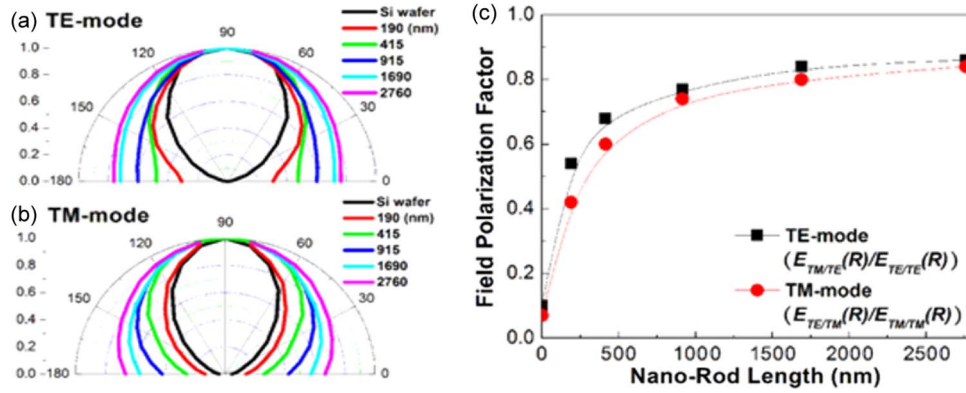 (a) TE-mode
Si wafer
190 (nm)
415
915
1690
2760
90
120
60
150
30
1.0
0.8
0.6
0.4
0.2
0.0
180
0
(b) TM-mode
Si wafer
190 (nm)
415
915
1690
2760
90
120
60
150
30
1.0
0.8
0.6
0.4
0.2
0.0
180
0
(c)
Field Polarization Factor
1.0
0.8
0.6
0.4
0.2
0.0
TE-mode
(E_TM/TE(R)/E_TE/TE(R))
TM-mode
(E_TE/TM(R)/E_TM/TM(R))
0 500 1000 1500 2000 2500
Nano-Rod Length (nm)